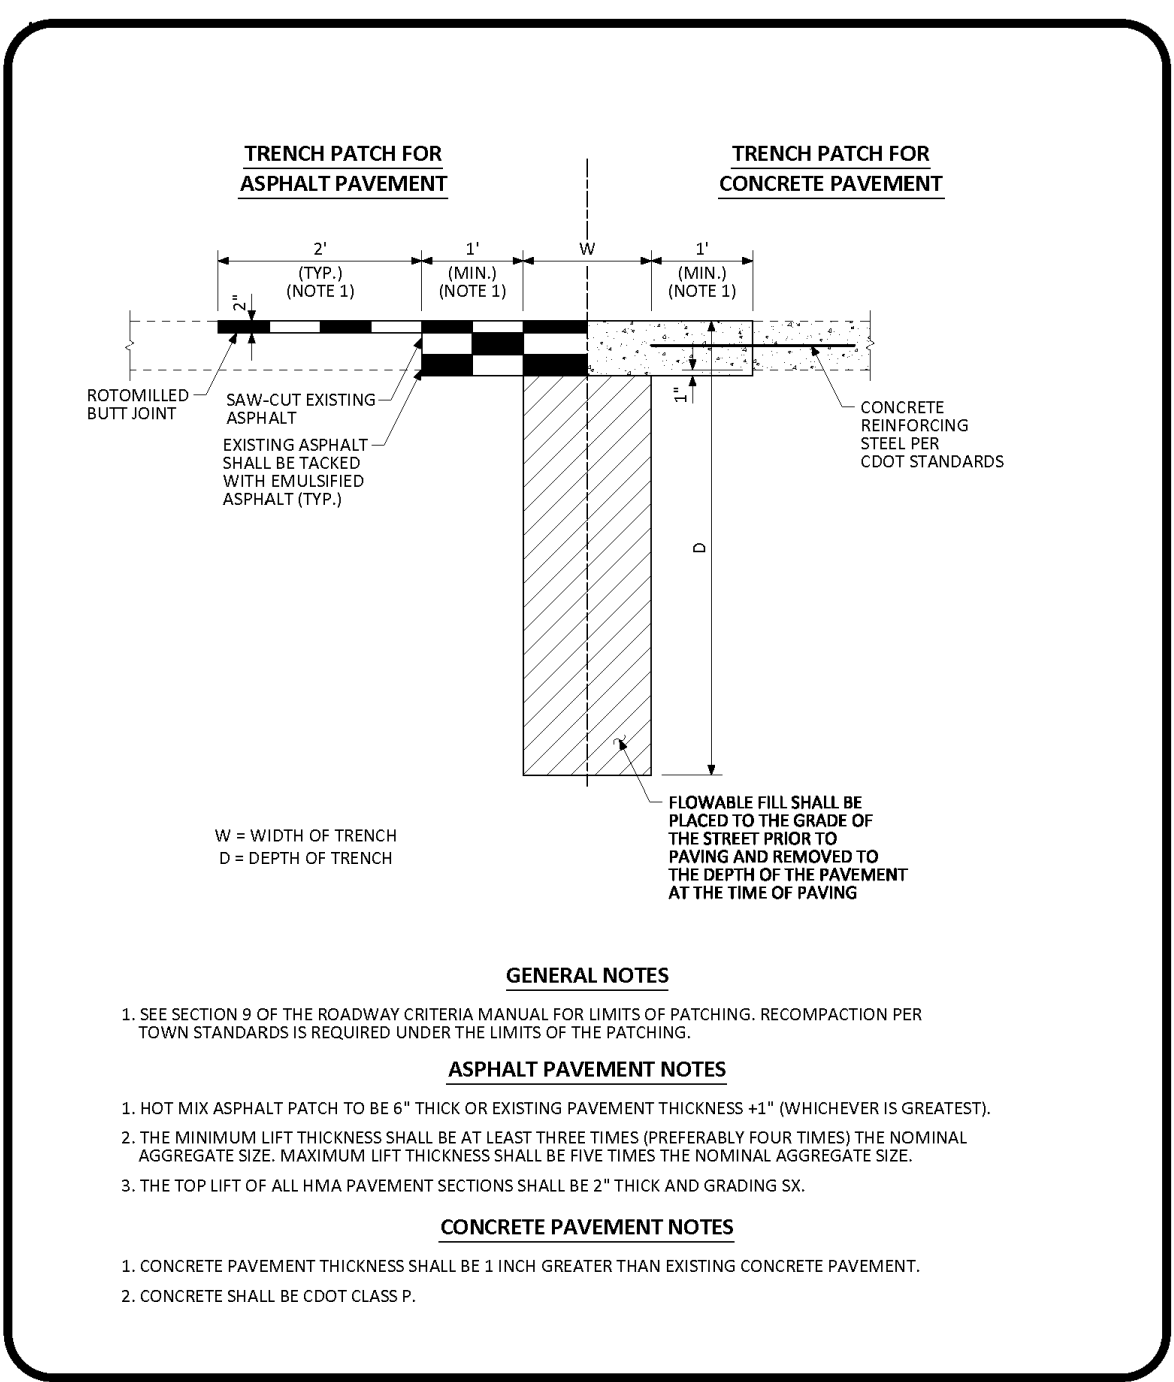 TRENCH PATCH FOR
ASPHALT PAVEMENT
TRENCH PATCH FOR
CONCRETE PAVEMENT
2'
(TYP.)
(NOTE 1)
1'
(MIN.)
(NOTE 1)
W
1'
(MIN.)
(NOTE 1)
2"
ROTOMILLED
BUTT JOINT
SAW-CUT EXISTING
ASPHALT
EXISTING ASPHALT
SHALL BE TACKED
WITH EMULSIFIED
ASPHALT (TYP.)
1"
CONCRETE
REINFORCING
STEEL PER
CDOT STANDARDS
D
FLOWABLE FILL SHALL BE
PLACED TO THE GRADE OF
THE STREET PRIOR TO
PAVING AND REMOVED TO
THE DEPTH OF THE PAVEMENT
AT THE TIME OF PAVING
W = WIDTH OF TRENCH
D = DEPTH OF TRENCH
GENERAL NOTES
1. SEE SECTION 9 OF THE ROADWAY CRITERIA MANUAL FOR LIMITS OF PATCHING. RECOMPACTION PER
TOWN STANDARDS IS REQUIRED UNDER THE LIMITS OF THE PATCHING.
ASPHALT PAVEMENT NOTES
1. HOT MIX ASPHALT PATCH TO BE 6" THICK OR EXISTING PAVEMENT THICKNESS +1" (WHICHEVER IS GREATEST).
2. THE MINIMUM LIFT THICKNESS SHALL BE AT LEAST THREE TIMES (PREFERABLY FOUR TIMES) THE NOMINAL
AGGREGATE SIZE. MAXIMUM LIFT THICKNESS SHALL BE FIVE TIMES THE NOMINAL AGGREGATE SIZE.
3. THE TOP LIFT OF ALL HMA PAVEMENT SECTIONS SHALL BE 2" THICK AND GRADING SX.
CONCRETE PAVEMENT NOTES
1. CONCRETE PAVEMENT THICKNESS SHALL BE 1 INCH GREATER THAN EXISTING CONCRETE PAVEMENT.
2. CONCRETE SHALL BE CDOT CLASS P.